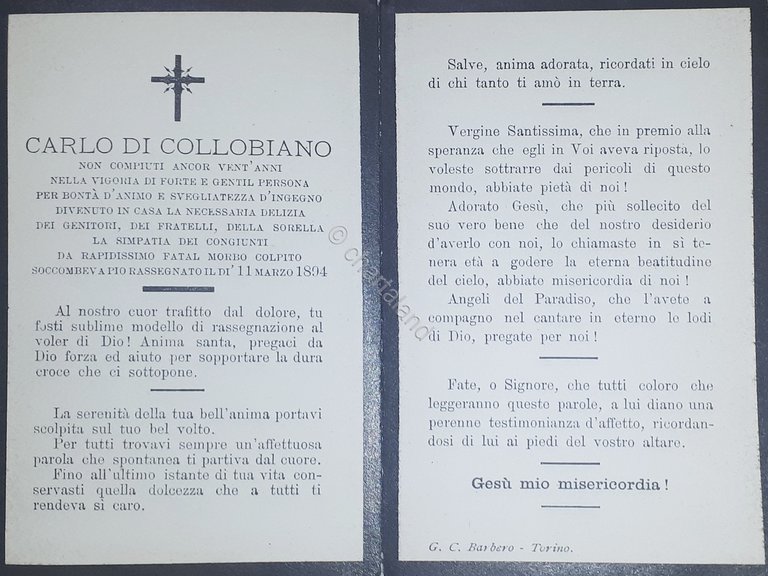 CARLO DI COLLOBIANO
NON COMPIUTI ANCOR VENT'ANNI
NELLA VIGORIA DI FORTE E GENTIL PERSONA
PER BONTÀ D'ANIMO E SVEGLIATEZZA D'INGEGNO
DIVENUTO IN CASA LA NECESSARIA DELIZIA
DEI GENITORI, DEI FRATELLI, DELLA SORELLA
LA SIMPATIA DEI CONGIUNTI
DA RAPIDISSIMO FATAL MORBO COLPITO
SOCCOMBEVA PIO RASSEGNATO IL DI' 11 MARZO 1894
Al nostro cuor trafitto dal dolore, tu
fosti sublime modello di rassegnazione al
voler di Dio! Anima santa, pregaci da
Dio forza ed aiuto per sopportare la dura
croce che ci sottopone.
La serenità della tua bell'anima portavi
scolpita sul tuo bel volto.
Per tutti trovavi sempre un'affettuosa
parola che spontanea ti partiva dal cuore.
Fino all'ultimo istante di tua vita con-
servasti quella dolcezza che a tutti ti
rendeva sì caro.
Salve, anima adorata, ricordati in cielo
di chi tanto ti amò in terra.
Vergine Santissima, che in premio alla
speranza che egli in Voi aveva riposta, lo
voleste sottrarre dai pericoli di questo
mondo, abbiate pietà di noi!
Adorato Gesù, che più sollecito del
suo vero bene che del nostro desiderio
d'averlo con noi, lo chiamaste in sì te-
nera età a godere la eterna beatitudine
del cielo, abbiate misericordia di noi!
Angeli del Paradiso, che l'avete a
compagno nel cantare in eterno le lodi
di Dio, pregate per noi!
Fate, o Signore, che tutti coloro che
leggeranno queste parole, a lui diano una
perenne testimonianza d'affetto, ricordan-
dosi di lui ai piedi del vostro altare.
Gesù mio misericordia!
G. C. Barbero - Torino.
© chartaland